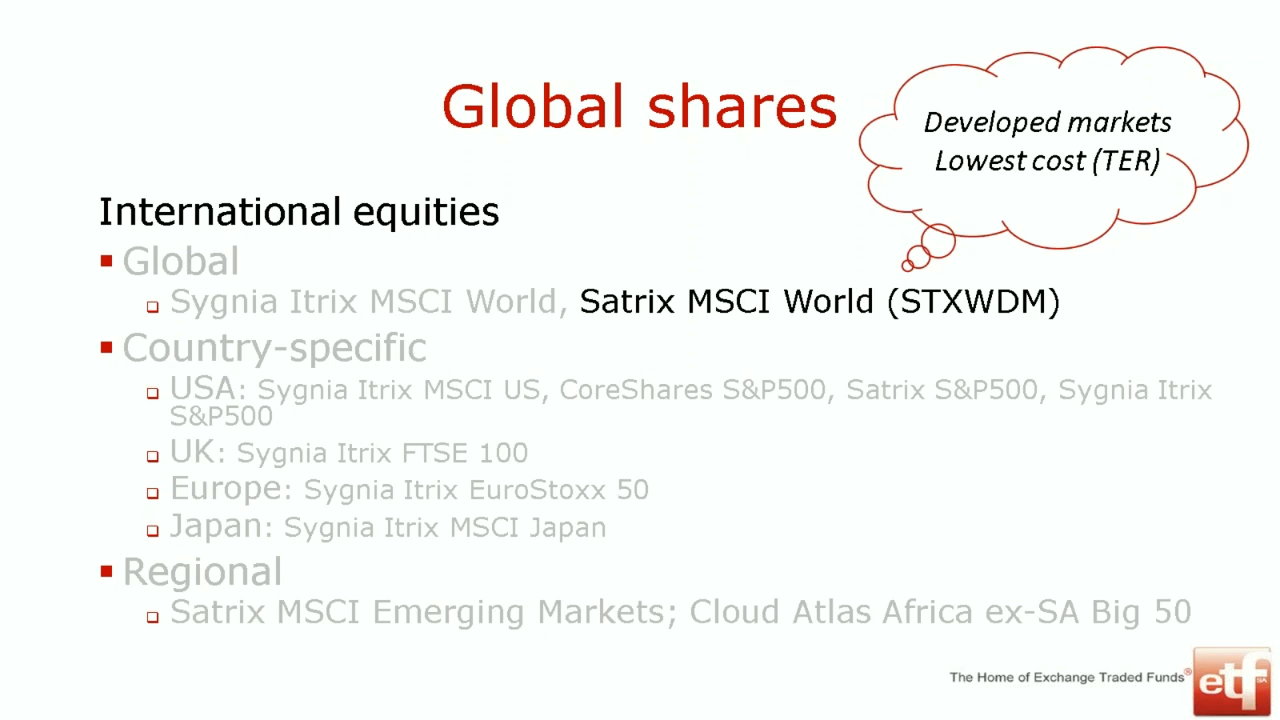 Global shares
Developed markets
Lowest cost (TER)
International equities
Global
Sygnia Itrix MSCI World, Satrix MSCI World (STXWDM)
Country-specific
USA: Sygnia Itrix MSCI US, CoreShares S&P500, Satrix S&P500, Sygnia Itrix
S&P500
UK: Sygnia Itrix FTSE 100
Europe: Sygnia Itrix EuroStoxx 50
Japan: Sygnia Itrix MSCI Japan
Regional
Satrix MSCI Emerging Markets; Cloud Atlas Africa ex-SA Big 50
The Home of Exchange Traded Funds®
etfSA